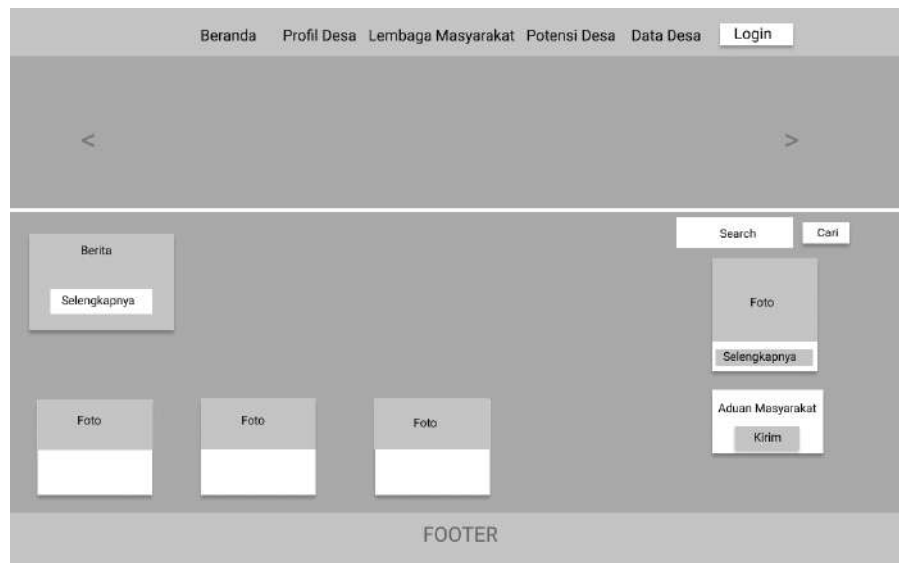 Beranda Profil Desa Lembaga Masyarakat Potensi Desa Data Desa Login
< >
Search Cari
Berita
Selengkapnya
Foto
Selengkapnya
Aduan Masyarakat
Kirim
Foto Foto Foto
FOOTER